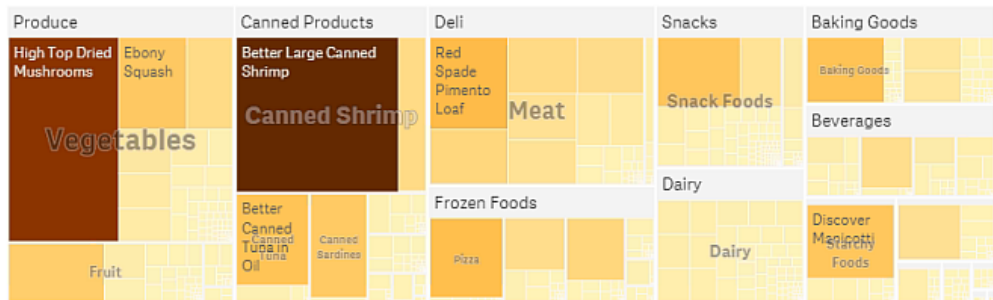 Produce
High Top Dried
Mushrooms
Ebony
Squash
Vegetables
Fruit
Canned Products
Better Large Canned
Shrimp
Canned Shrimp
Better
Canned
Tuna in
Oil
Canned
Tuna
Canned
Sardines
Deli
Red
Spade
Pimento
Loaf
Meat
Frozen Foods
Pizza
Snacks
Snack Foods
Dairy
Dairy
Baking Goods
Baking Goods
Beverages
Discover
Manicotti
Starchy
Foods